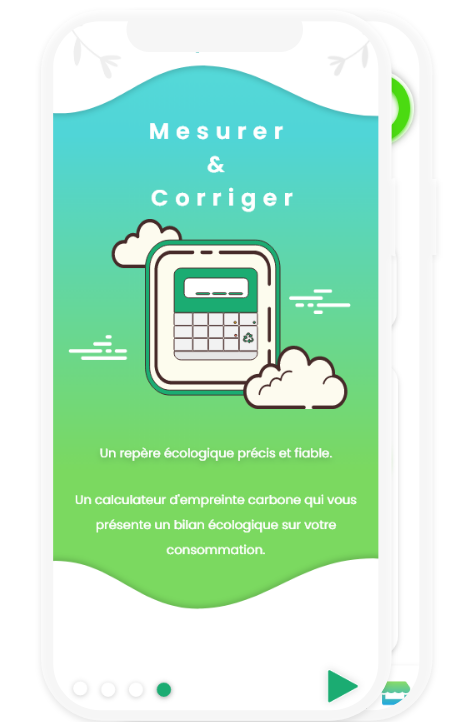 Mesurer
&
Corriger
Un repère écologique précis et fiable.
Un calculateur d'empreinte carbone qui vous
présente un bilan écologique sur votre
consommation.